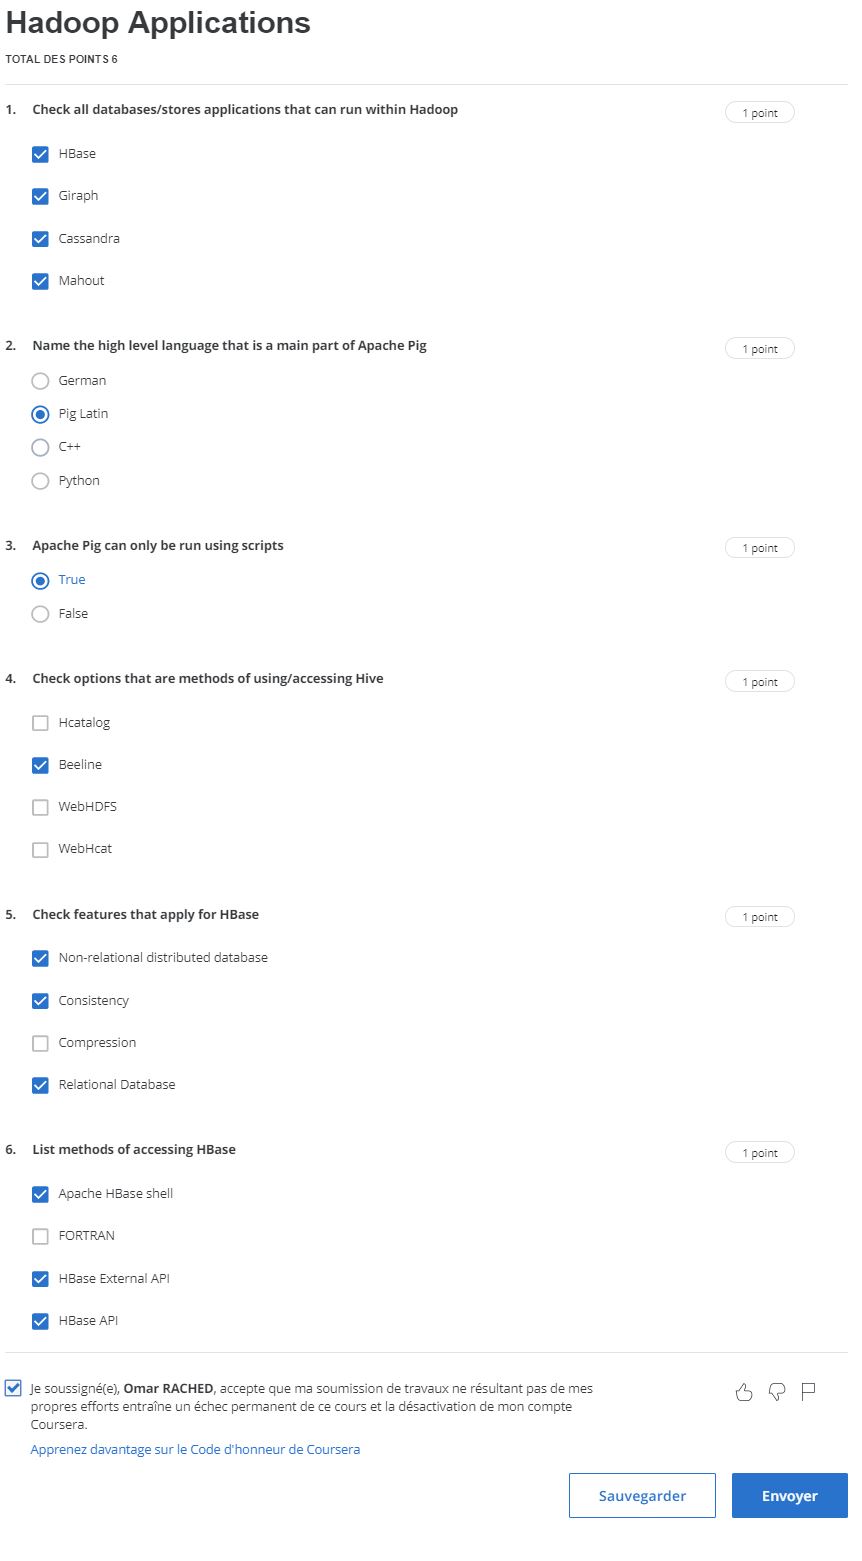 Hadoop Applications
TOTAL DES POINTS 6
1. Check all databases/stores applications that can run within Hadoop
1 point
HBase
Giraph
Cassandra
Mahout
2. Name the high level language that is a main part of Apache Pig
1 point
German
Pig Latin
C++
Python
3. Apache Pig can only be run using scripts
1 point
True
False
4. Check options that are methods of using/accessing Hive
1 point
Hcatalog
Beeline
WebHDFS
WebHcat
5. Check features that apply for HBase
1 point
Non-relational distributed database
Consistency
Compression
Relational Database
6. List methods of accessing HBase
1 point
Apache HBase shell
FORTRAN
HBase External API
HBase API
Je soussigné(e), Omar RACHED, accepte que ma soumission de travaux ne résultant pas de mes
propres efforts entraîne un échec permanent de ce cours et la désactivation de mon compte
Coursera.
Apprenez davantage sur le Code d'honneur de Coursera
Sauvegarder
Envoyer